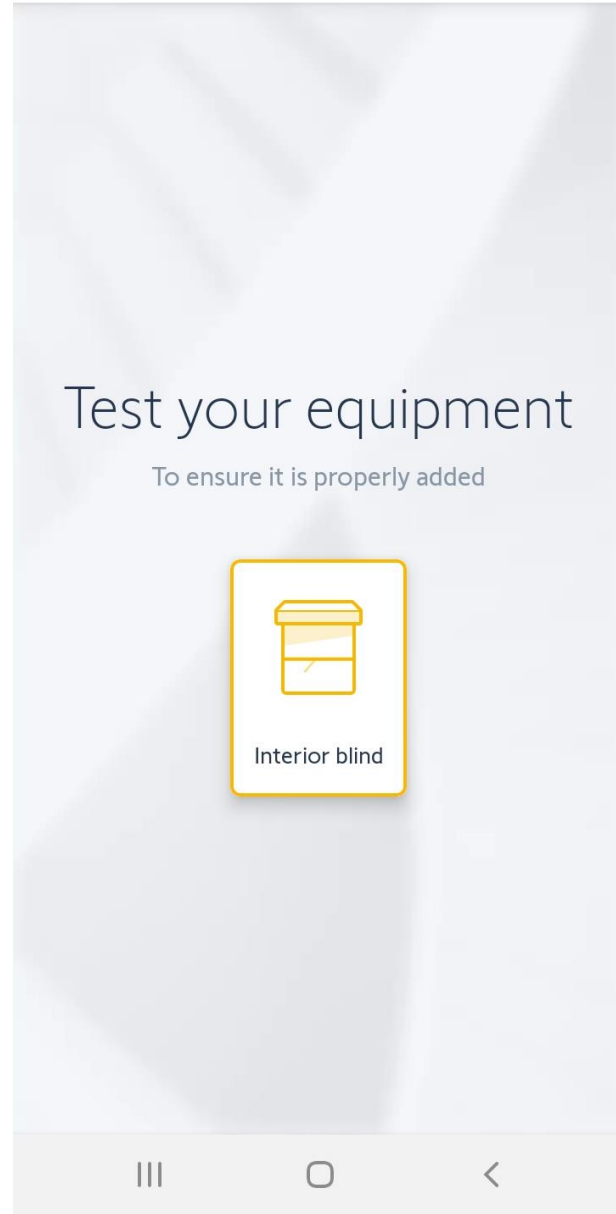 Test your equipment
To ensure it is properly added
Interior blind